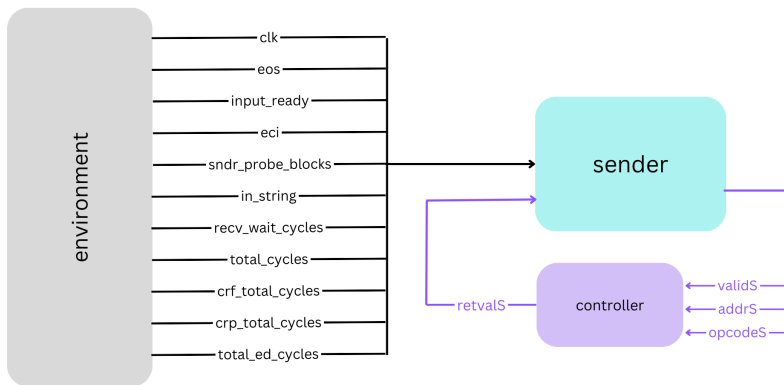 environment
clk
eos
input_ready
eci
sndr_probe_blocks
in_string
recv_wait_cycles
total_cycles
crf_total_cycles
crp_total_cycles
total_ed_cycles
sender
retvalS
controller
validS
addrS
opcodeS